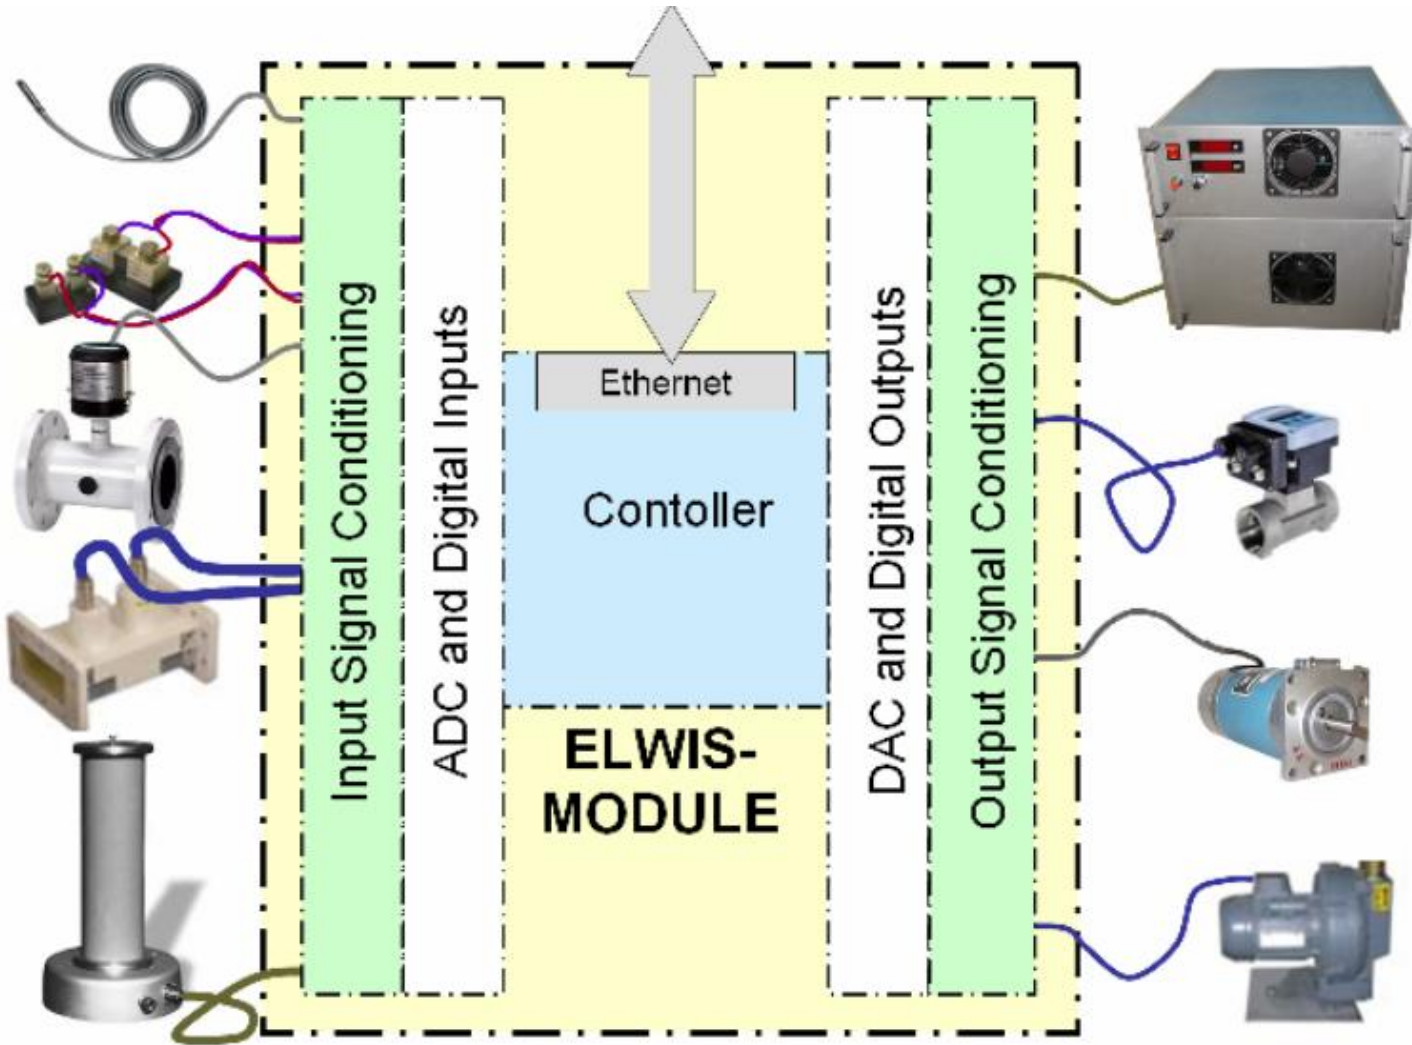 Input Signal Conditioning
ADC and Digital Inputs
Ethernet
Contoller
ELWIS-
MODULE
DAC and Digital Outputs
Output Signal Conditioning